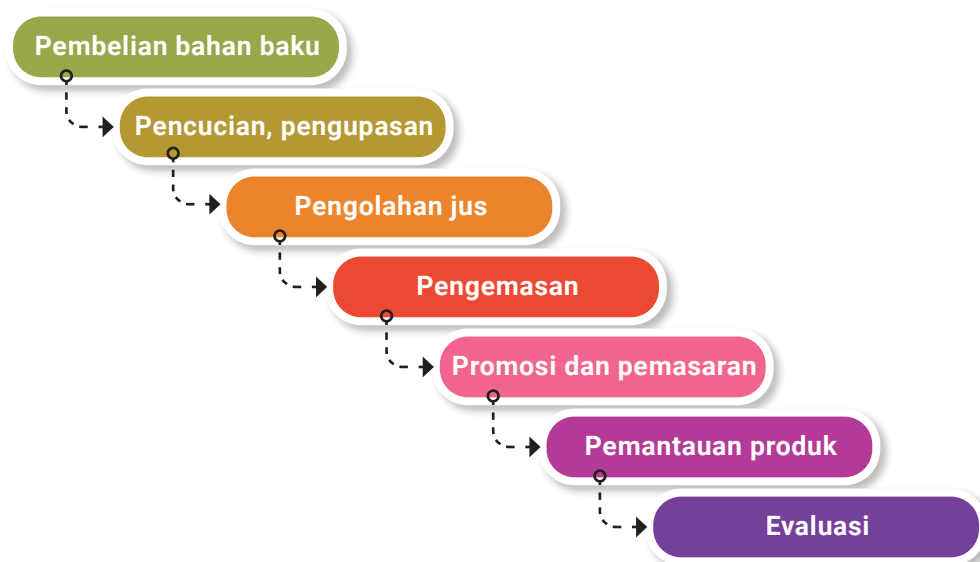 Pembelian bahan baku
Pencucian, pengupasan
Pengolahan jus
Pengemasan
Promosi dan pemasaran
Pemantauan produk
Evaluasi